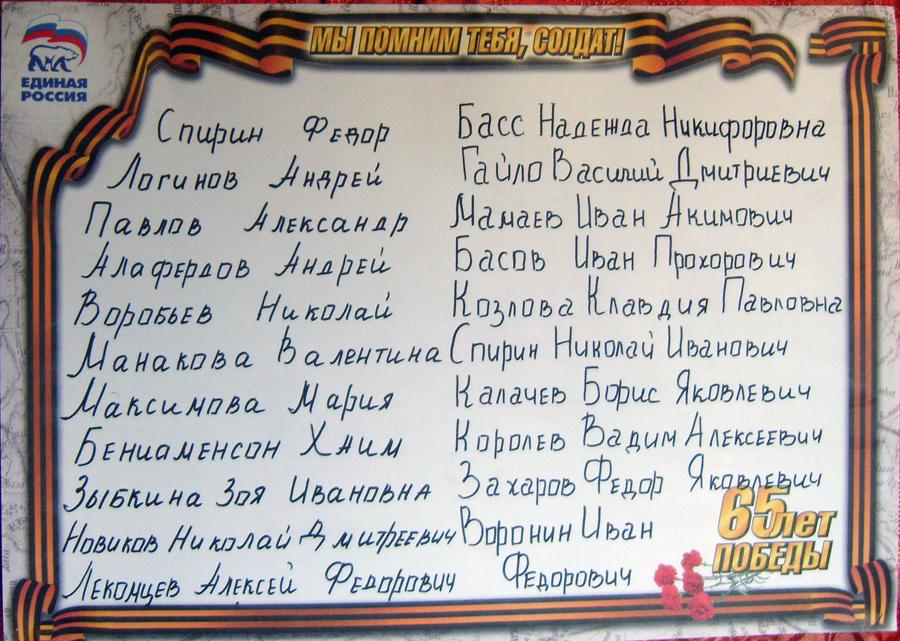 МЫ ПОМНИМ ТЕБЯ, СОЛДАТ!
ЕДИНАЯ
РОССИЯ
Спирин Федор
Логинов Андрей
Павлов Александр
Алафердов Андрей
Воробьев Николай
Манакова Валентина
Максимова Мария
Бениаменсон Хаим
Зыбкина Зоя Ивановна
Новиков Николай Дмитреевич
Леконцев Алексей Федорович
Басс Надежда Никифоровна
Гайло Василий Дмитриевич
Мамаев Иван Акимович
Басов Иван Прохорович
Козлова Клавдия Павловна
Спирин Николай Иванович
Калачев Борис Яковлевич
Королев Вадим Алексеевич
Захаров Федор Яковлевич
Воронин Иван
Федорович
65 лет
ПОБЕДЫ